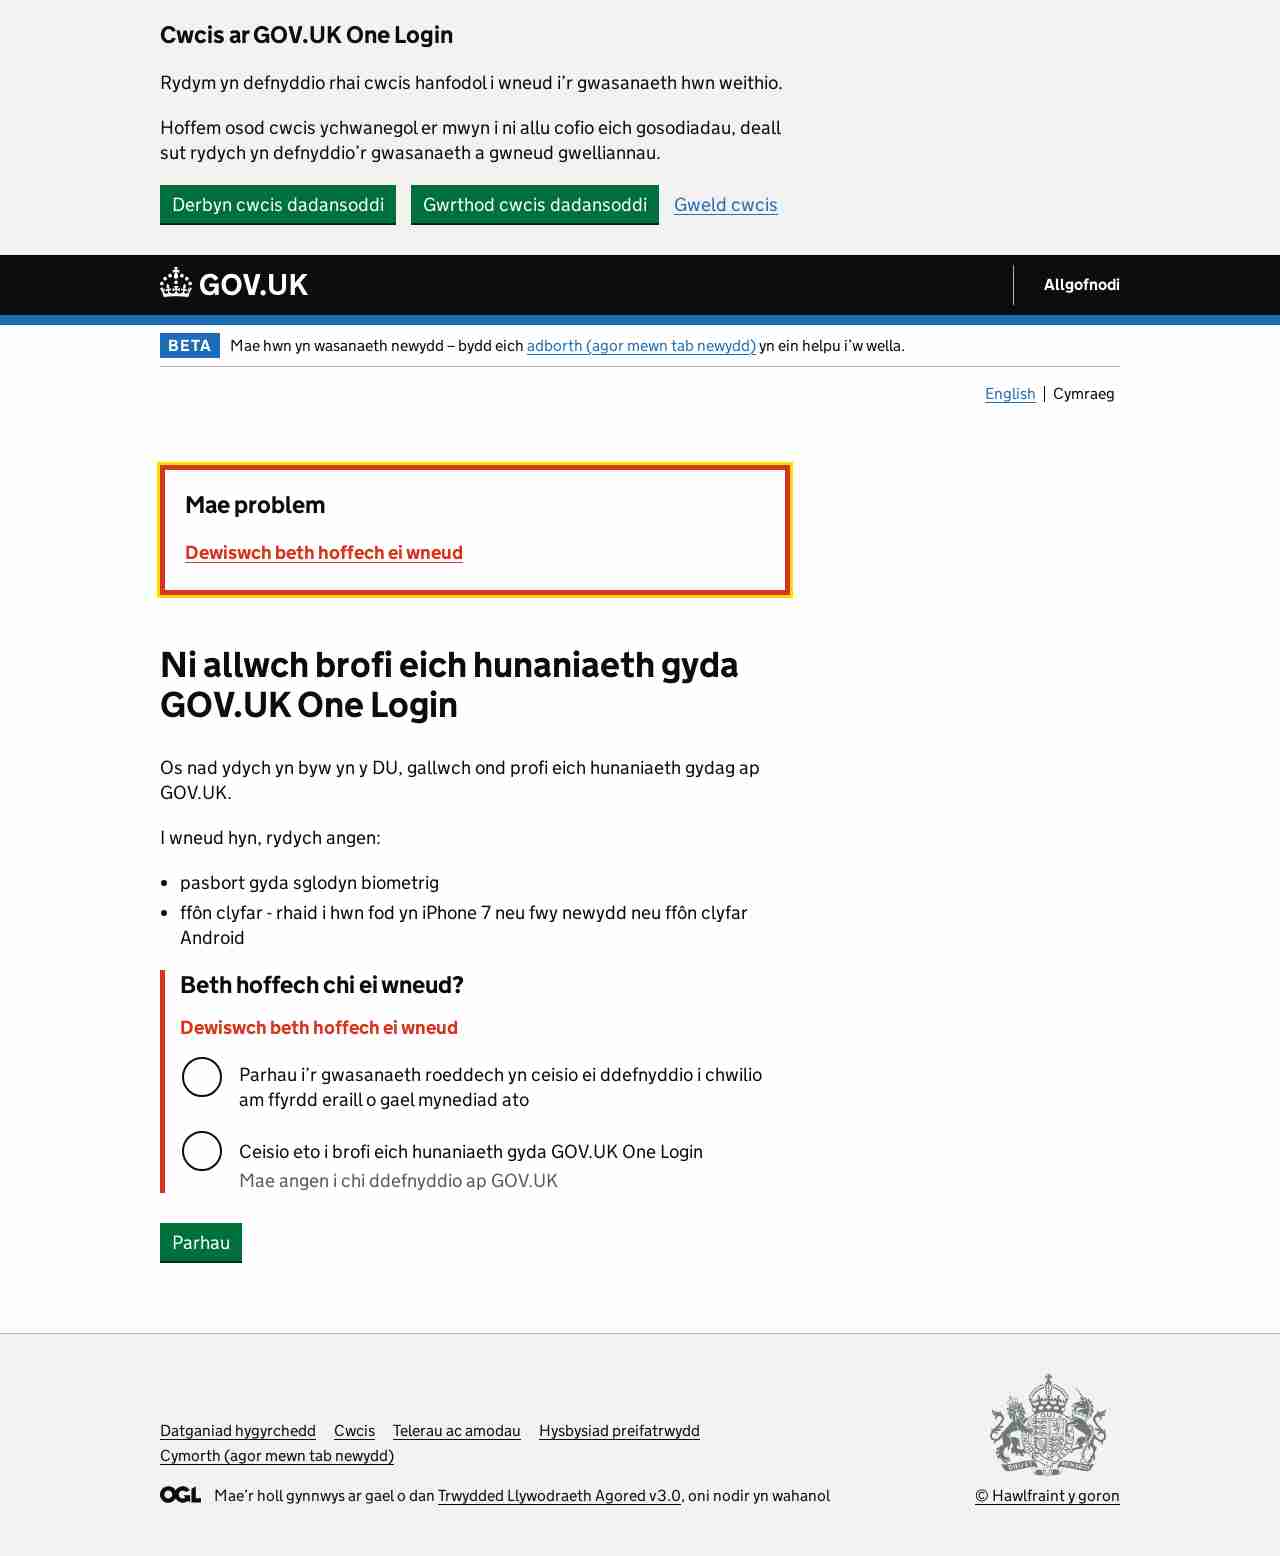 Cwcis ar GOV.UK One Login
Rydym yn defnyddio rhai cwcis hanfodol i wneud i’r gwasanaeth hwn weithio.
Hoffem osod cwcis ychwanegol er mwyn i ni allu cofio eich gosodiadau, deall
sut rydych yn defnyddio’r gwasanaeth a gwneud gwelliannau.
Derbyn cwcis dadansoddi Gwrthod cwcis dadansoddi Gweld cwcis
GOV.UK Allgofnodi
BETA Mae hwn yn wasanaeth newydd – bydd eich adborth (agor mewn tab newydd) yn ein helpu i’w wella.
English Cymraeg
Mae problem
Dewiswch beth hoffech ei wneud
Ni allwch brofi eich hunaniaeth gyda
GOV.UK One Login
Os nad ydych yn byw yn y DU, gallwch ond profi eich hunaniaeth gydag ap
GOV.UK.
I wneud hyn, rydych angen:
• pasbort gyda sglodyn biometrig
• ffôn clyfar - rhaid i hwn fod yn iPhone 7 neu fwy newydd neu ffôn clyfar
Android
Beth hoffech chi ei wneud?
Dewiswch beth hoffech ei wneud
Parhau i’r gwasanaeth roeddech yn ceisio ei ddefnyddio i chwilio
am ffyrdd eraill o gael mynediad ato
Ceisio eto i brofi eich hunaniaeth gyda GOV.UK One Login
Mae angen i chi ddefnyddio ap GOV.UK
Parhau
Datganiad hygyrchedd Cwcis Telerau ac amodau Hysbysiad preifatrwydd
Cymorth (agor mewn tab newydd)
OGL Mae’r holl gynnwys ar gael o dan Trwydded Llywodraeth Agored v3.0, oni nodir yn wahanol
© Hawlfraint y goron